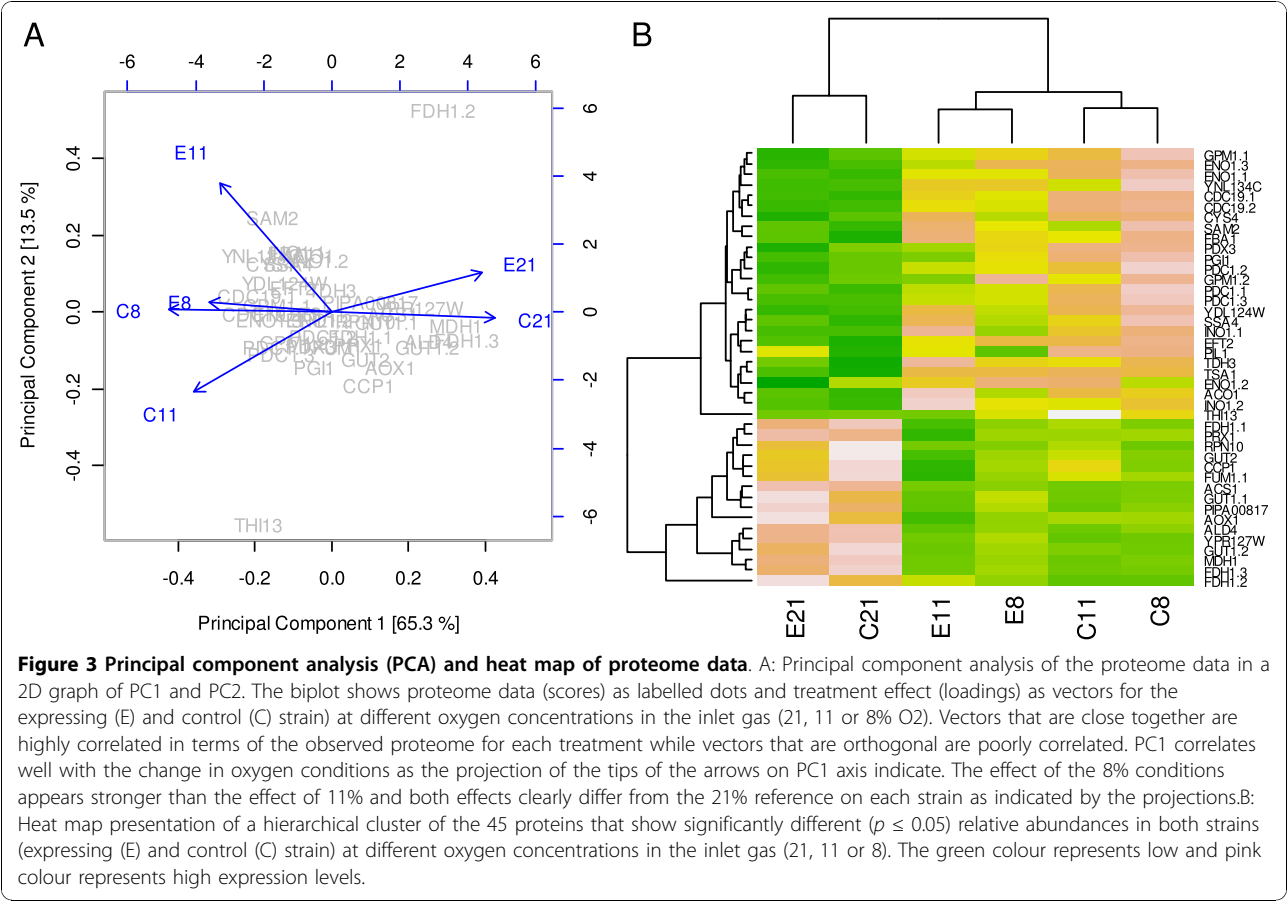 A
B
-6 -4 -2 0 2 4 6
FDH1.2
6
0.4
E11
4
SAM2
0.2
2
E21
YDL124W
TDH3
CDC19.1
PIPA00817
YPR127W
0.0
C8
E8
0
C21
MDH1
GUT1.1
FDH1.1
ALD4
FDH1.3
GUT1.2
GUT2
PGI1
AOX1
-0.2
CCP1
-2
C11
-0.4
-4
THI13
-6
-0.4 -0.2 0.0 0.2 0.4
Principal Component 1 [65.3 %]
Principal Component 2 [13.5 %]
GPM1.1
ENO1.3
ENO1.1
YNL134C
CDC19.1
CDC19.2
CYS4
SAM2
FBA1
PDX3
PGI1
PDC1.2
GPM1.2
PDC1.1
PDC1.3
YDL124W
SSA4
INO1.1
EFT2
PIL1
TDH3
TSA1
ENO1.2
ACO1
INO1.2
THI13
FDH1.1
PRX1
RPN10
GUT2
CCP1
FUM1.1
ACS1
GUT1.1
PIPA00817
AOX1
ALD4
YPR127W
GUT1.2
MDH1
FDH1.3
FDH1.2
E21 C21 E11 E8 C11 C8
Figure 3 Principal component analysis (PCA) and heat map of proteome data. A: Principal component analysis of the proteome data in a
2D graph of PC1 and PC2. The biplot shows proteome data (scores) as labelled dots and treatment effect (loadings) as vectors for the
expressing (E) and control (C) strain) at different oxygen concentrations in the inlet gas (21, 11 or 8% O2). Vectors that are close together are
highly correlated in terms of the observed proteome for each treatment while vectors that are orthogonal are poorly correlated. PC1 correlates
well with the change in oxygen conditions as the projection of the tips of the arrows on PC1 axis indicate. The effect of the 8% conditions
appears stronger than the effect of 11% and both effects clearly differ from the 21% reference on each strain as indicated by the projections.B:
Heat map presentation of a hierarchical cluster of the 45 proteins that show significantly different (p ≤ 0.05) relative abundances in both strains
(expressing (E) and control (C) strain) at different oxygen concentrations in the inlet gas (21, 11 or 8). The green colour represents low and pink
colour represents high expression levels.